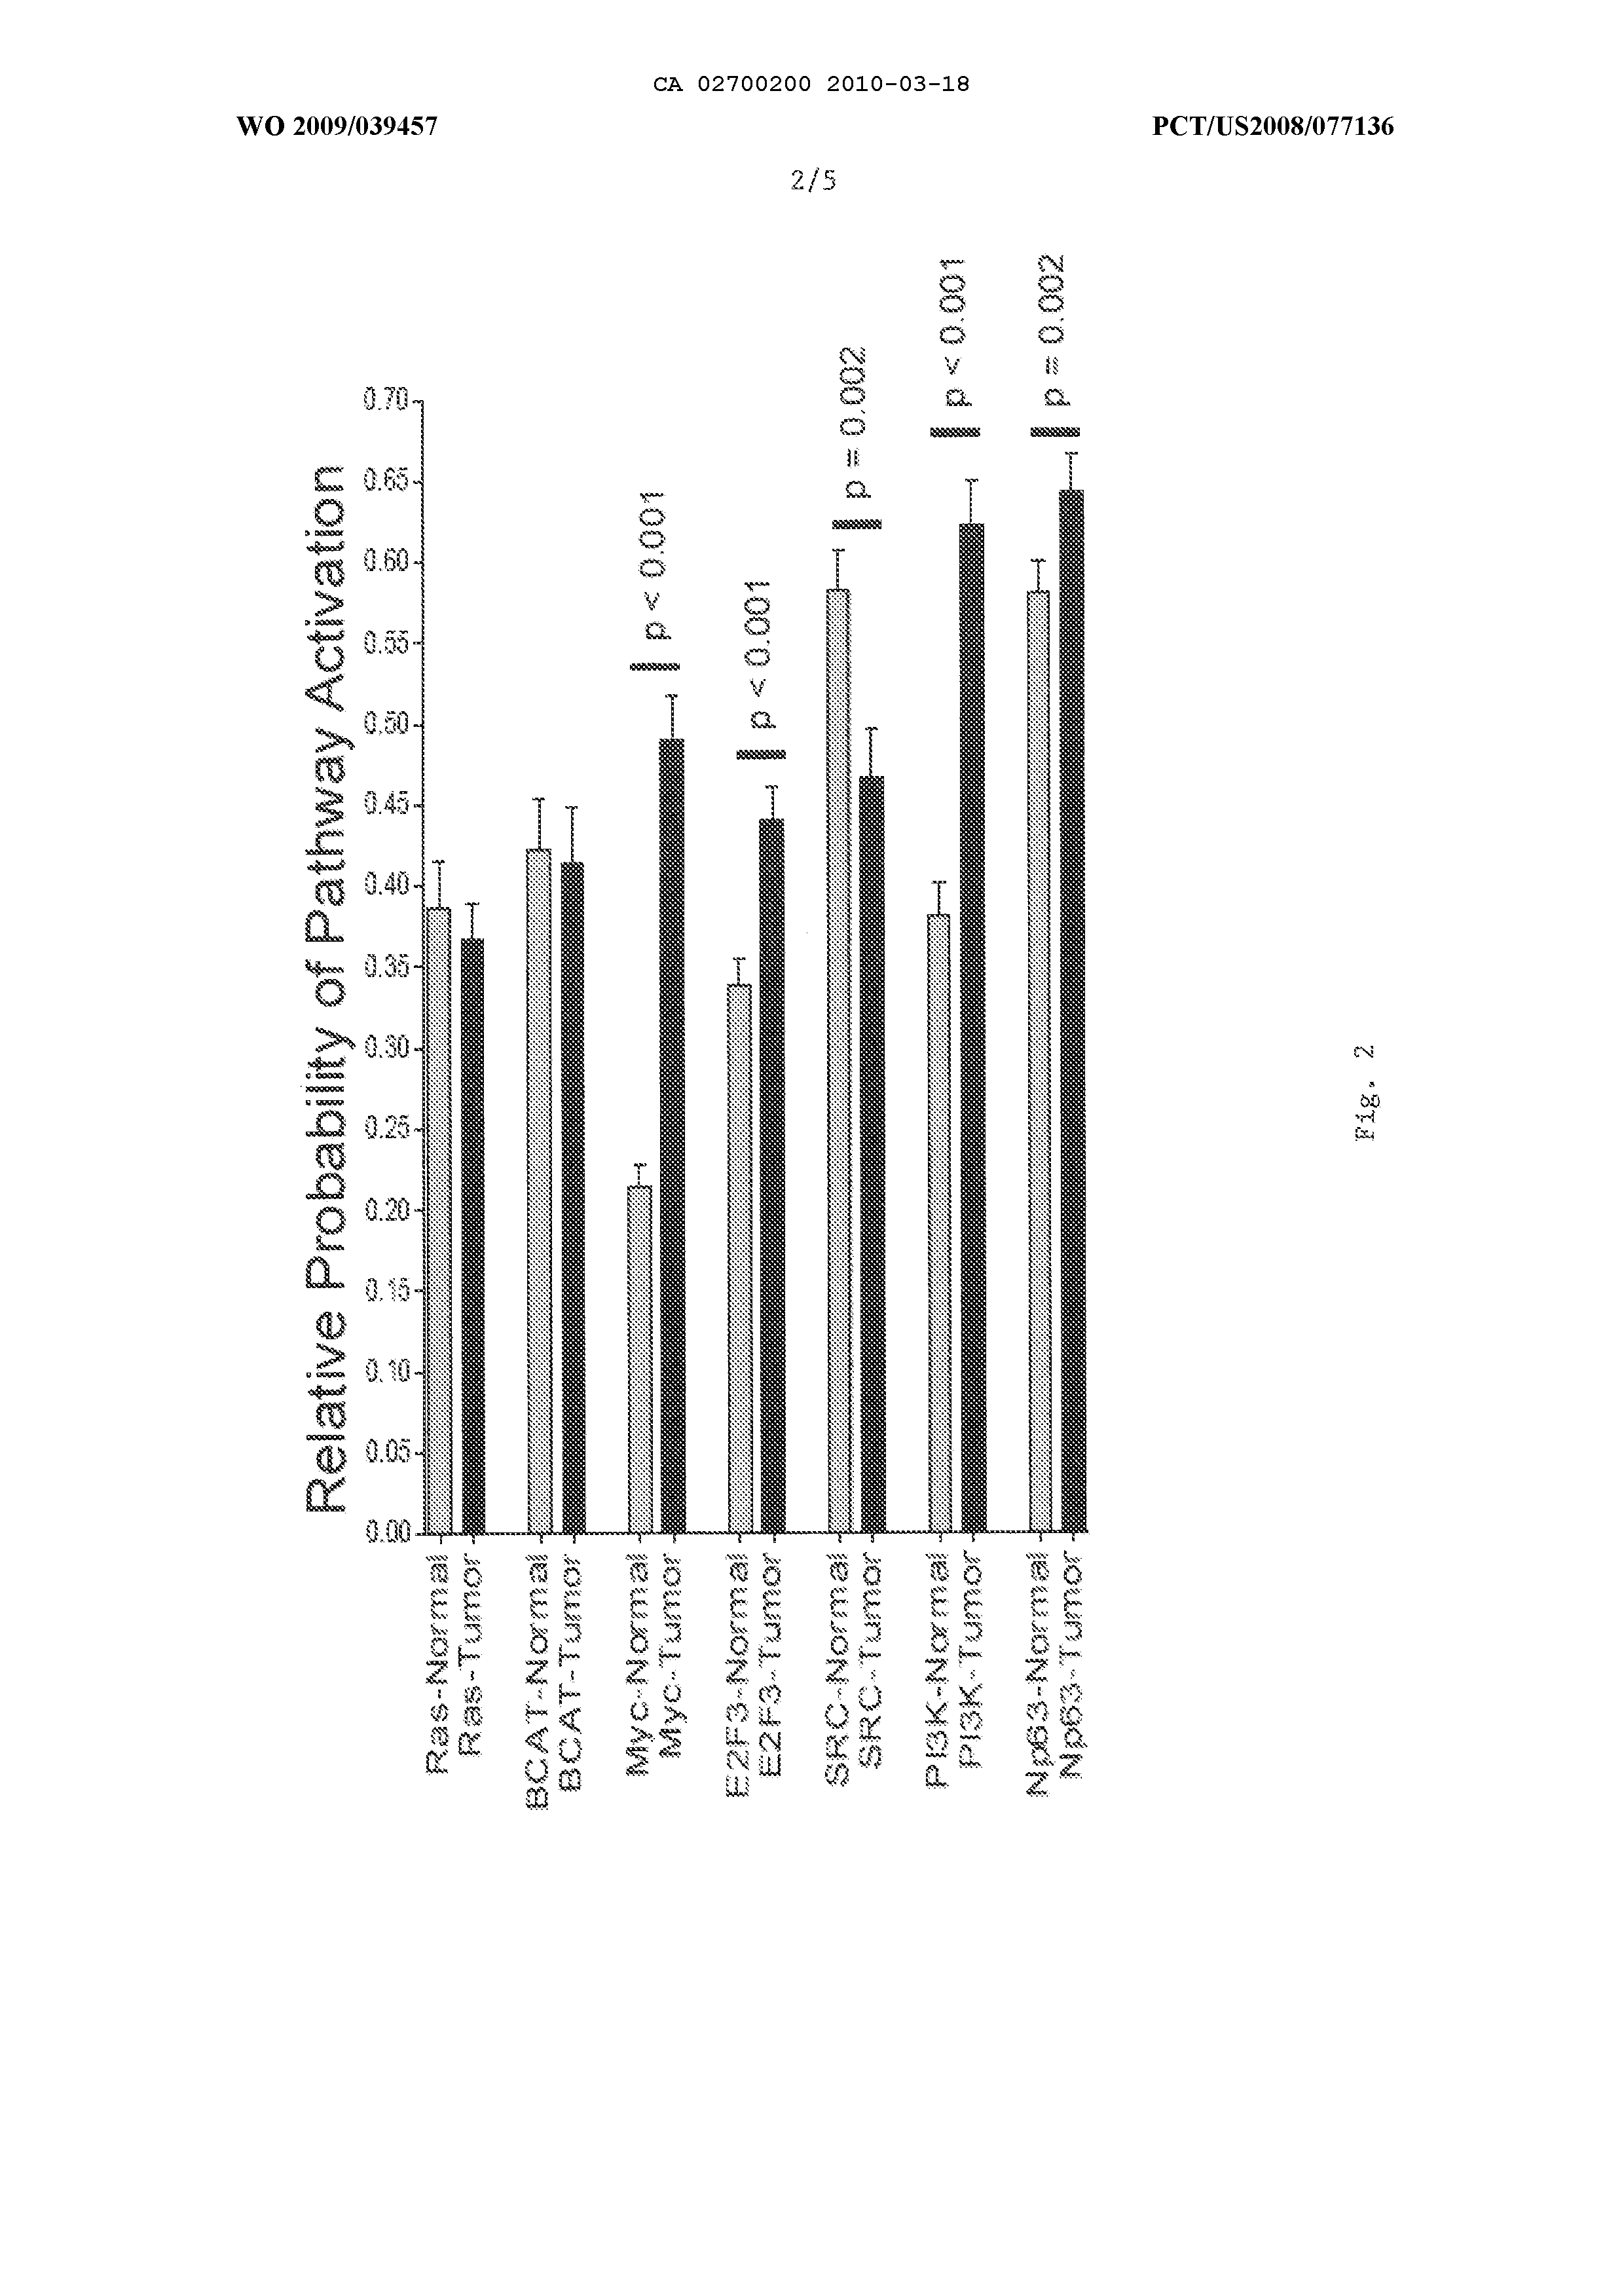 CA 02700200 2010-03-18
WO 2009/039457
PCT/US2008/077136
2/5
Relative Probability of Pathway Activation
0.70
0.65
0.60
0.55
0.50
0.45
0.40
0.35
0.30
0.25
0.20
0.15
0.10
0.05
0.00
p < 0.001
p < 0.001
p = 0.002
p < 0.001
p = 0.002
Ras-Normal
Ras-Tumor
BCAT-Normal
BCAT-Tumor
Myc-Normal
Myc-Tumor
E2F3-Normal
E2F3-Tumor
SRC-Normal
SRC-Tumor
PI3K-Normal
PI3K-Tumor
Np63-Normal
Np63-Tumor
Fig. 2